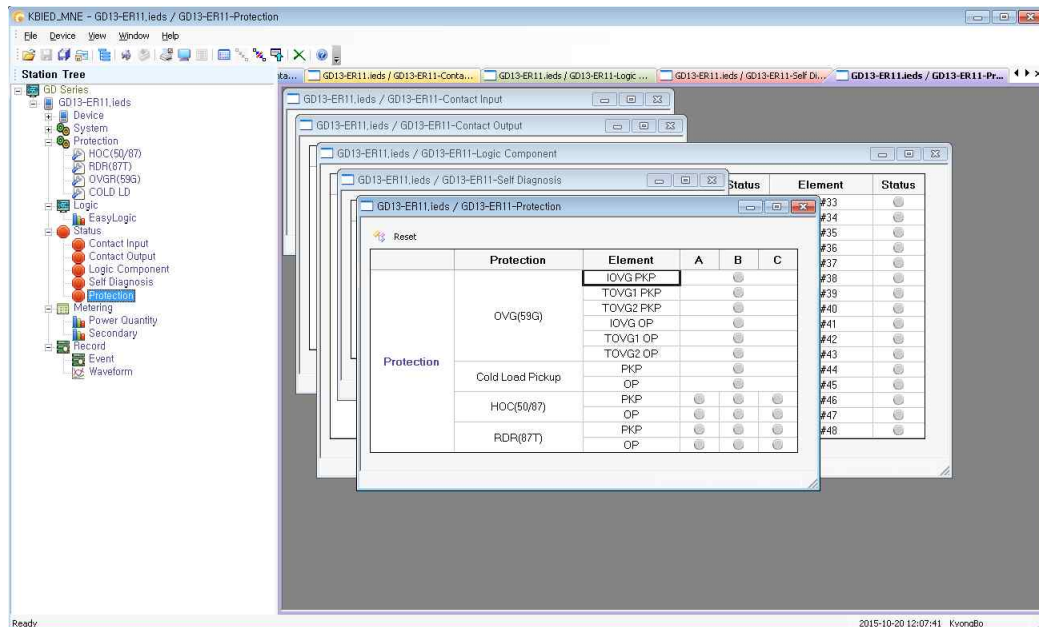 KBIED_MNE - GD13-ER11.ieds / GD13-ER11-Protection
File Device View Window Help
Station Tree
GD Series
GD13-ER11.ieds
Device
System
Protection
HOC(50/87)
RDR(87T)
OVGR(59G)
COLD LD
Logic
EasyLogic
Status
Contact Input
Contact Output
Logic Component
Self Diagnosis
Protection
Metering
Power Quantity
Secondary
Record
Event
Waveform
ta...
GD13-ER11.ieds / GD13-ER11-Conta...
GD13-ER11.ieds / GD13-ER11-Logic ...
GD13-ER11.ieds / GD13-ER11-Self Di...
GD13-ER11.ieds / GD13-ER11-Pr...
GD13-ER11.ieds / GD13-ER11-Contact Input
GD13-ER11.ieds / GD13-ER11-Contact Output
GD13-ER11.ieds / GD13-ER11-Logic Component
Status Element Status
#33
#34
#35
#36
#37
#38
#39
#40
#41
#42
#43
#44
#45
#46
#47
#48
GD13-ER11.ieds / GD13-ER11-Self Diagnosis
GD13-ER11.ieds / GD13-ER11-Protection
Reset
Protection Element A B C
Protection
OVG(59G)
IOVG PKP
TOVG1 PKP
TOVG2 PKP
IOVG OP
TOVG1 OP
TOVG2 OP
Cold Load Pickup
PKP
OP
HOC(50/87)
PKP
OP
RDR(87T)
PKP
OP
Ready
2015-10-20 12:07:41 KyongBo